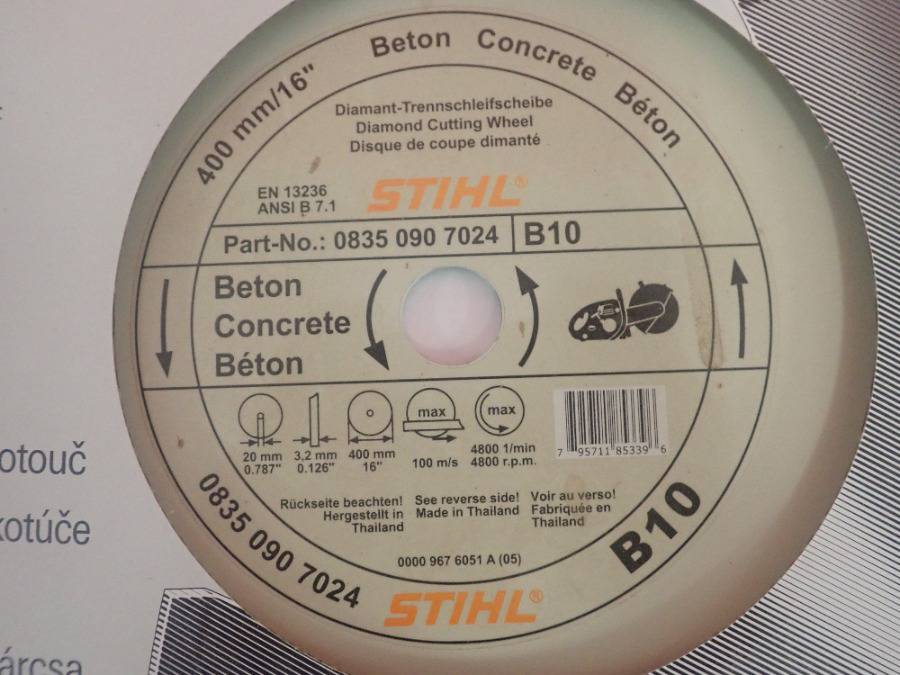 Beton Concrete Béton
400 mm/16"
Diamant-Trennschleifscheibe
Diamond Cutting Wheel
Disque de coupe dimanté
EN 13236
ANSI B 7.1
STIHL®
Part-No.: 0835 090 7024 B10
Beton
Concrete
Béton
max
max
20 mm
0.787"
3,2 mm
0.126"
400 mm
16"
100 m/s
4800 1/min
4800 r.p.m.
7 95711 85339 6
Rückseite beachten!
Hergestellt in
Thailand
See reverse side!
Made in Thailand
Voir au verso!
Fabriquée en
Thailand
0000 967 6051 A (05)
0835 090 7024
STIHL®
B10
otouč
kotúče
árcsa